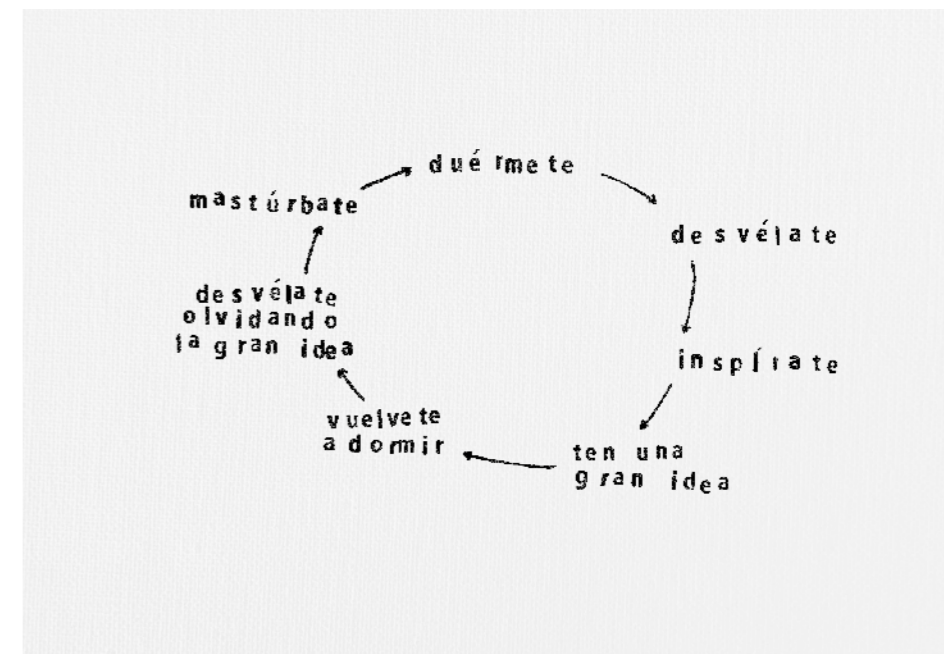 duérmete
desvélate
inspírate
ten una
gran idea
vuelvete
a dormir
desvélate
olvidando
la gran idea
mastúrbate